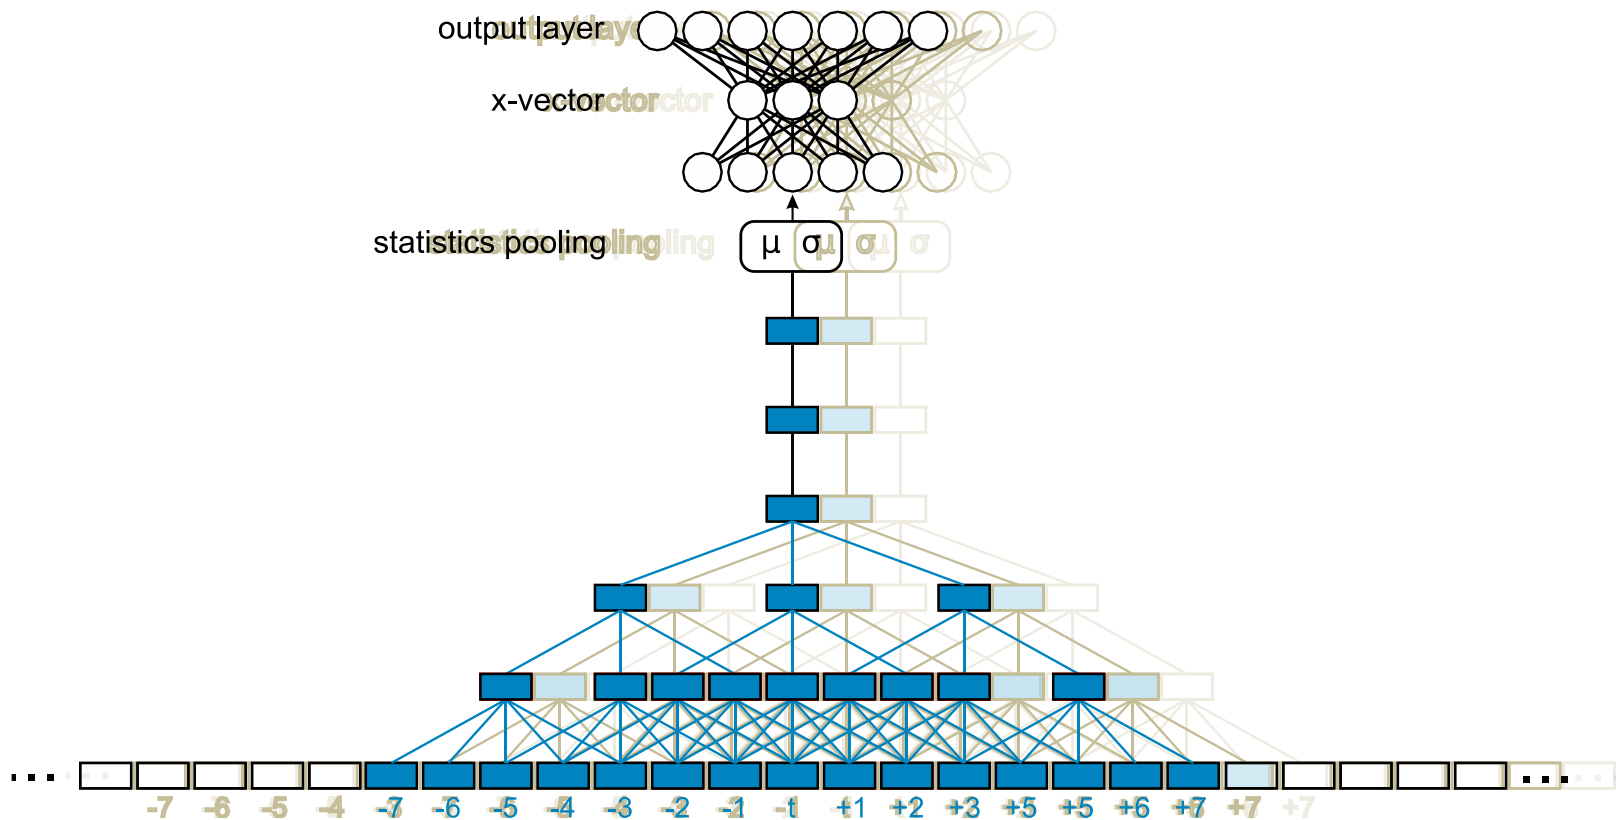 output layer
x-vector
statistics pooling
μ σ μ σ μ σ
-7 -6 -5 -4 -7 -6 -5 -4 -3 -2 -1 t +1 +2 +3 +5 +5 +6 +7 +7 +7